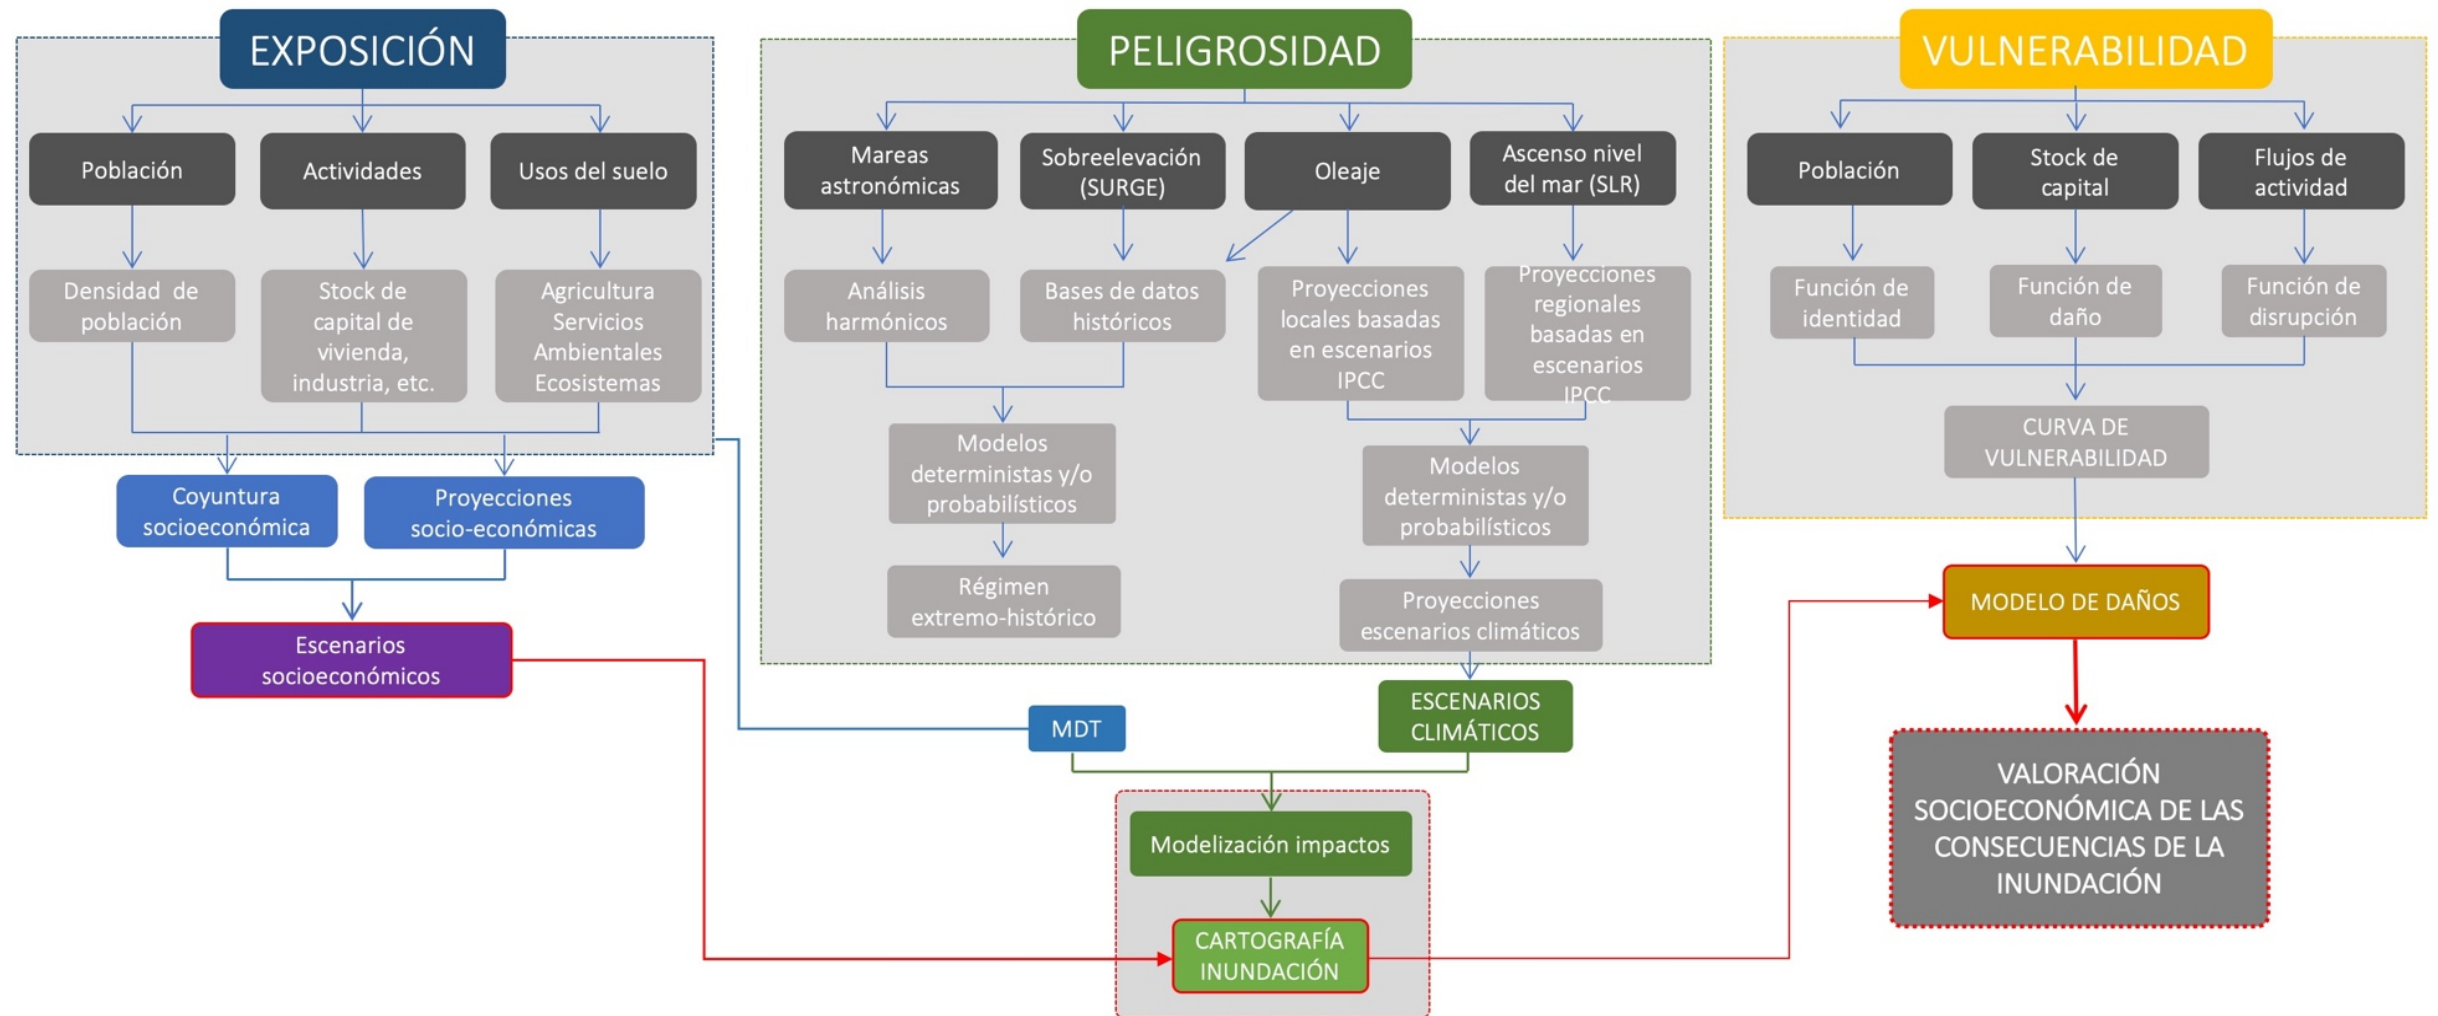 EXPOSICIÓN
Población
Actividades
Usos del suelo
Densidad de
población
Stock de
capital de
vivienda,
industria, etc.
Agricultura
Servicios
Ambientales
Ecosistemas
Coyuntura
socioeconómica
Proyecciones
socio-económicas
Escenarios
socioeconómicos
PELIGROSIDAD
Mareas
astronómicas
Sobreelevación
(SURGE)
Oleaje
Ascenso nivel
del mar (SLR)
Análisis
harmónicos
Bases de datos
históricos
Proyecciones
locales basadas
en escenarios
IPCC
Proyecciones
regionales
basadas en
escenarios
IPCC
Modelos
deterministas y/o
probabilísticos
Modelos
deterministas y/o
probabilísticos
Régimen
extremo-histórico
Proyecciones
escenarios climáticos
MDT
ESCENARIOS
CLIMÁTICOS
Modelización impactos
CARTOGRAFÍA
INUNDACIÓN
VULNERABILIDAD
Población
Stock de
capital
Flujos de
actividad
Función de
identidad
Función de
daño
Función de
disrupción
CURVA DE
VULNERABILIDAD
MODELO DE DAÑOS
VALORACIÓN
SOCIOECONÓMICA DE LAS
CONSECUENCIAS DE LA
INUNDACIÓN